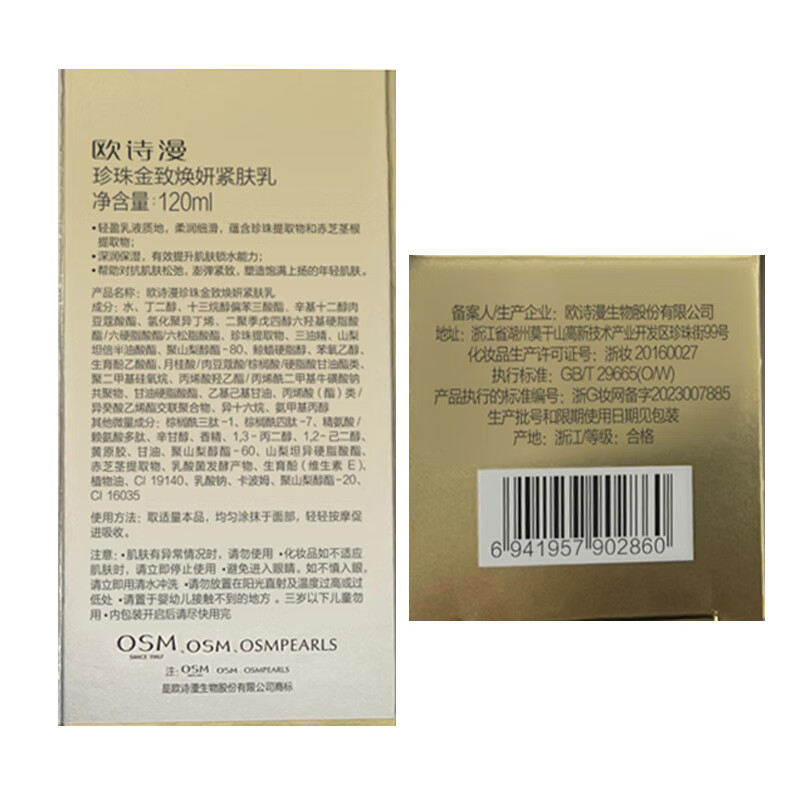 欧诗漫
珍珠金致焕妍紧肤乳
净含量:120ml
•轻盈乳液质地，柔润细滑，蕴含珍珠提取物和赤芝茎根
提取物；
•深润保湿，有效提升肌肤锁水能力；
•帮助对抗肌肤松弛，澎弹紧致，塑造饱满上扬的年轻肌肤。
产品名称：欧诗漫珍珠金致焕妍紧肤乳
成分：水、丁二醇、十三烷醇偏苯三酸酯、辛基十二醇肉
豆蔻酸酯、氢化聚异丁烯、二聚季戊四醇六羟基硬脂酸
酯/六硬脂酸酯/六松脂酸酯、珍珠提取物、三油精、山梨
坦倍半油酸酯、聚山梨醇酯-80、鲸蜡硬脂醇、苯氧乙醇、
生育酚乙酸酯、月桂酸/肉豆蔻酸/棕榈酸/硬脂酸甘油酯类、
聚二甲基硅氧烷、丙烯酸羟乙酯/丙烯酰二甲基牛磺酸钠
共聚物、甘油硬脂酸酯、乙基己基甘油、丙烯酸（酯）类/
异癸酸乙烯酯交联聚合物、异十六烷、氨甲基丙醇
其他微量成分：棕榈酰三肽-1、棕榈酰四肽-7、精氨酸/
赖氨酸多肽、辛甘醇、香精、1,3-丙二醇、1,2-己二醇、
黄原胶、甘油、聚山梨醇酯-60、山梨坦异硬脂酸酯、
赤芝茎提取物、乳酸菌发酵产物、生育酚（维生素 E）、
植物油、CI 19140、乳酸钠、卡波姆、聚山梨醇酯-20、
CI 16035
使用方法：取适量本品，均匀涂抹于面部，轻轻按摩促
进吸收。
注意：•肌肤有异常情况时，请勿使用 •化妆品如不适应
肌肤时，请立即停止使用 •避免进入眼睛。如不慎入眼，
请立即用清水冲洗 •请勿放置在阳光直射及温度过高或过
低处 •请置于婴幼儿接触不到的地方 。三岁以下儿童勿
用 •内包装开启后请尽快用完
OSM、OSM、OSMPEARLS
SINCE 1967
注：OSM、OSM、OSMPEARLS
是欧诗漫生物股份有限公司商标
备案人/生产企业：欧诗漫生物股份有限公司
地址：浙江省湖州莫干山高新技术产业开发区珍珠街99号
化妆品生产许可证号：浙妆 20160027
执行标准：GB/T 29665(O/W)
产品执行的标准编号：浙G妆网备字2023007885
生产批号和限期使用日期见包装
产地：浙江/等级：合格
6 941957 902860